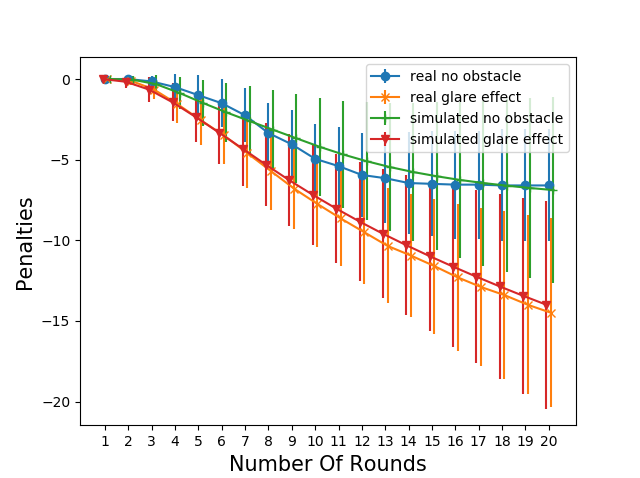 real no obstacle
real glare effect
simulated no obstacle
simulated glare effect
0
−5
−10
−15
−20
Penalties
1 2 3 4 5 6 7 8 9 10 11 12 13 14 15 16 17 18 19 20
Number Of Rounds